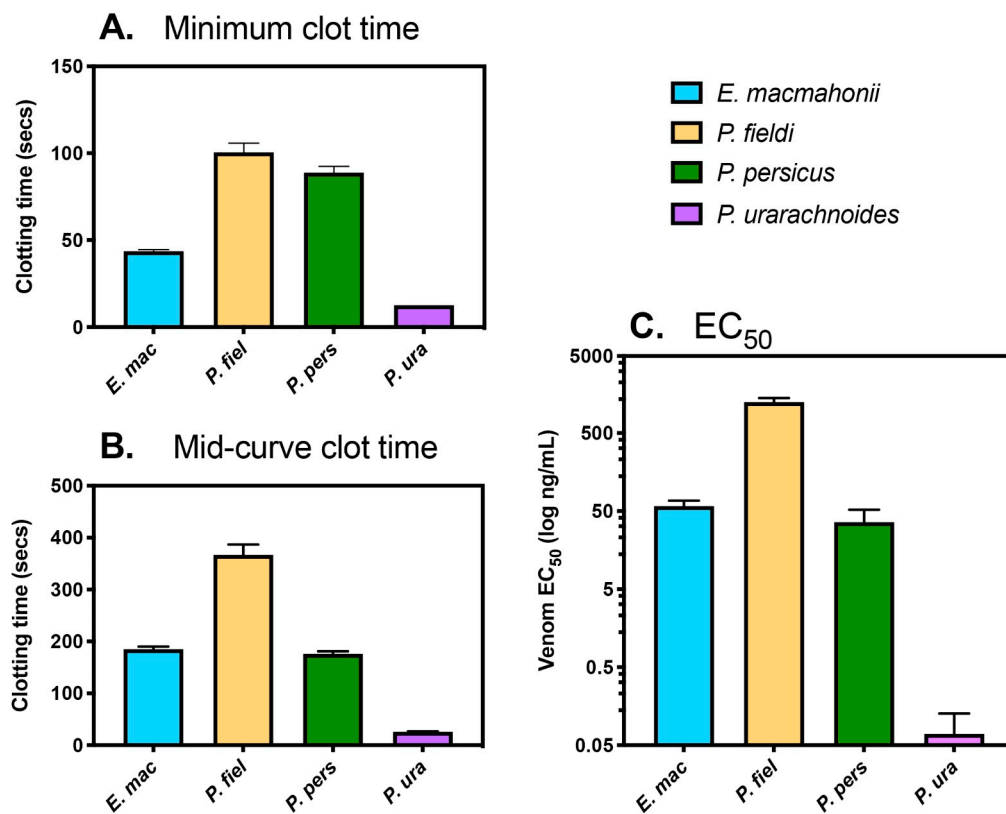 A. Minimum clot time
150
100
50
0
Clotting time (secs)
E. mac
P. fiel
P. pers
P. ura
E. macmahonii
P. fieldi
P. persicus
P. urarachnoides
B. Mid-curve clot time
500
400
300
200
100
0
Clotting time (secs)
E. mac
P. fiel
P. pers
P. ura
C. EC50
5000
500
50
5
0.5
0.05
Venom EC50 (log ng/mL)
E. mac
P. fiel
P. pers
P. ura